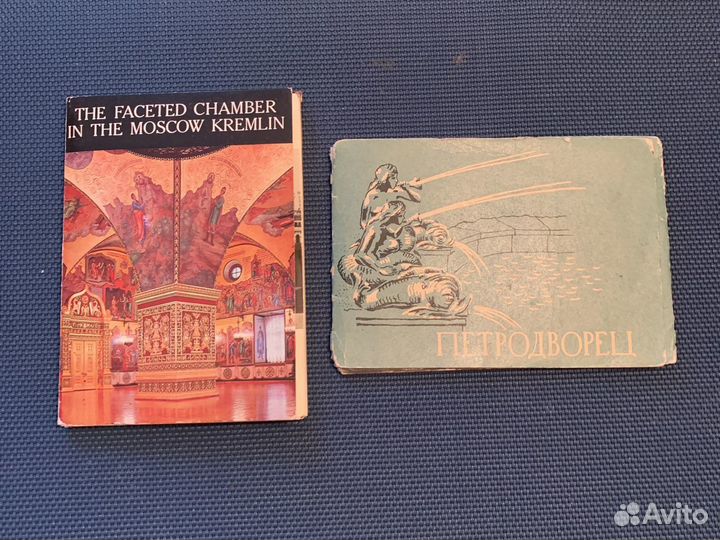 THE FACETED CHAMBER
IN THE MOSCOW KREMLIN
ПЕТРОДВОРЕЦ
Avito